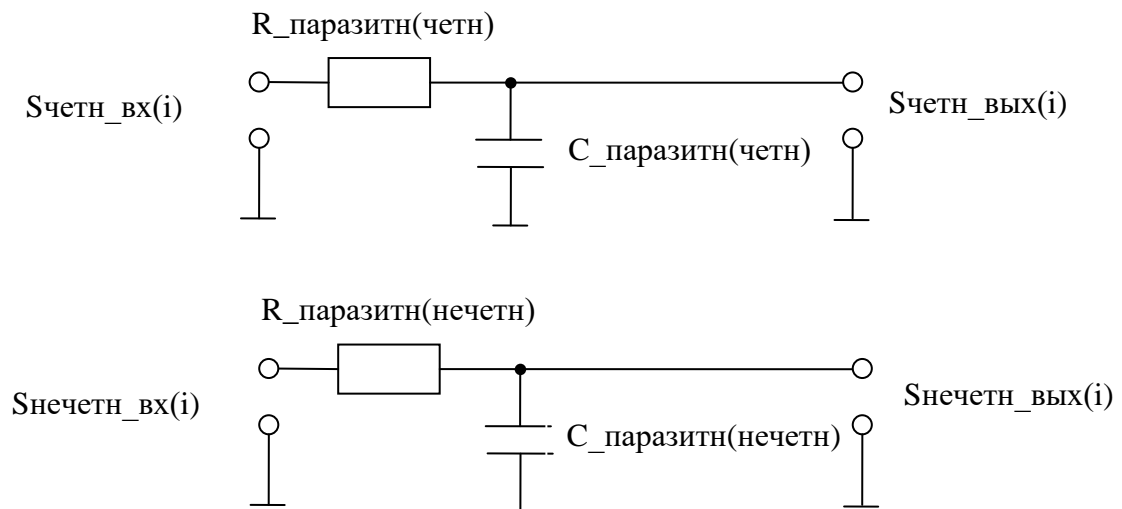 R_паразитн(четн)
Sчетн_вх(i)
Sчетн_вых(i)
C_паразитн(четн)
R_паразитн(нечетн)
Sнечетн_вх(i)
Sнечетн_вых(i)
C_паразитн(нечетн)